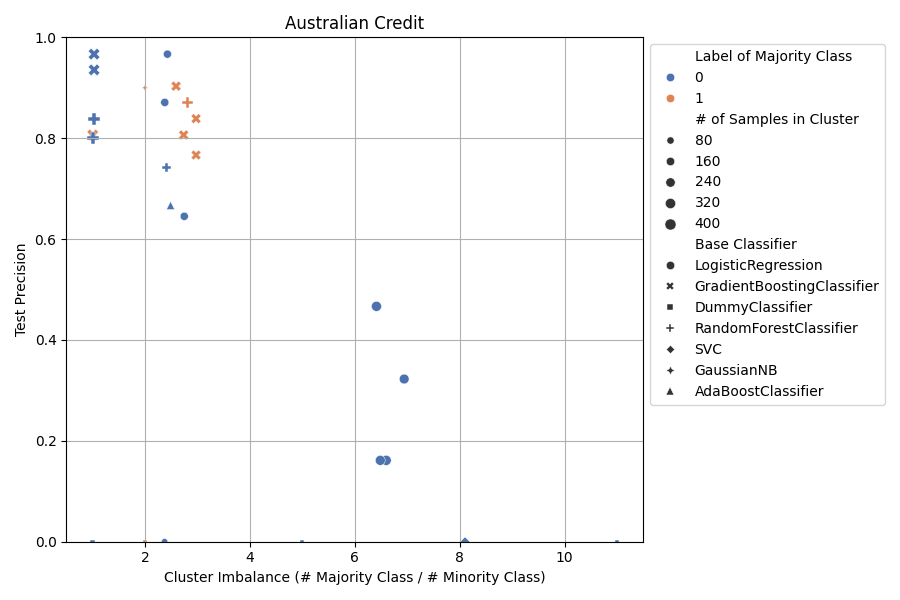 Australian Credit
1.0
0.8
0.6
0.4
0.2
0.0
Test Precision
2
4
6
8
10
Cluster Imbalance (# Majority Class / # Minority Class)
Label of Majority Class
0
1
# of Samples in Cluster
80
160
240
320
400
Base Classifier
LogisticRegression
GradientBoostingClassifier
DummyClassifier
RandomForestClassifier
SVC
GaussianNB
AdaBoostClassifier